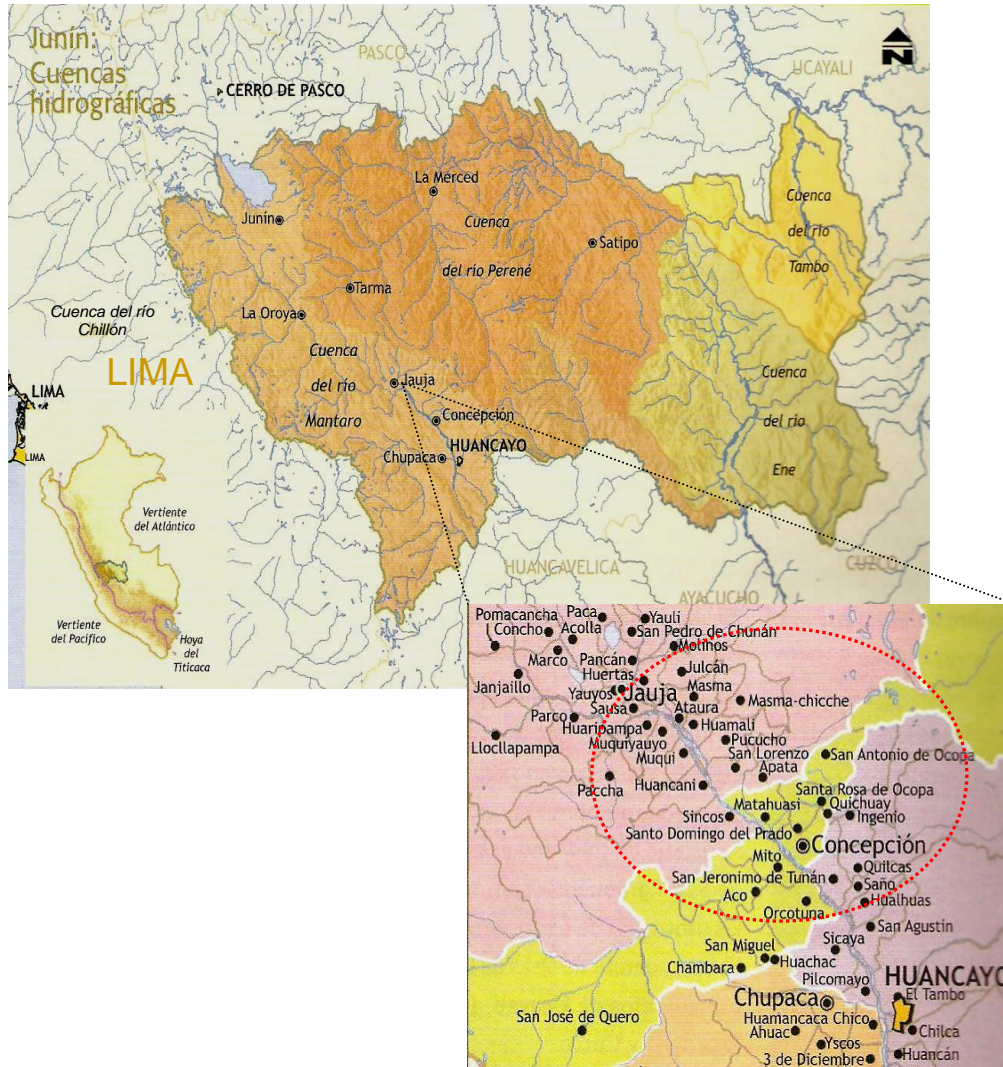 Junín:
Cuencas
hidrográficas
PASCO
N
UCAYALI
CERRO DE PASCO
La Merced
Junín
Cuenca
del río Perené
Satipo
Cuenca
del río
Tambo
Tarma
La Oroya
Cuenca del río
Chillón
LIMA
LIMA
LIMA
Cuenca
del río
Mantaro
Jauja
Concepción
HUANCAYO
Chupaca
Cuenca
del río
Ene
Vertiente
del Atlántico
Vertiente
del Pacífico
Hoya
del
Titicaca
HUANCAVELICA
AYACUCHO
CUZCO
Pomacancha
Paca
Yauli
Concho
Acolla
San Pedro de Chunán
Molinos
Marco
Pancán
Julcán
Huertas
Janjaillo
Yauyos
Jauja
Masma
Masma-chicche
Sausa
Ataura
Parco
Huaripampa
Huamali
Llocllapampa
Muquiyauyo
Pucucho
Muqui
San Lorenzo
San Antonio de Ocopa
Apata
Paccha
Huancani
Santa Rosa de Ocopa
Matahuasi
Quichuay
Sincos
Ingenio
Santo Domingo del Prado
Concepción
Mito
Quilcas
San Jeronimo de Tunán
Saño
Aco
Hualhuas
Orcotuna
San Agustín
Sicaya
San Miguel
Huachac
Chambara
Pilcomayo
HUANCAYO
El Tambo
Chupaca
San José de Quero
Huamancaca Chico
Ahuac
Chilca
Yscos
Huancán
3 de Diciembre